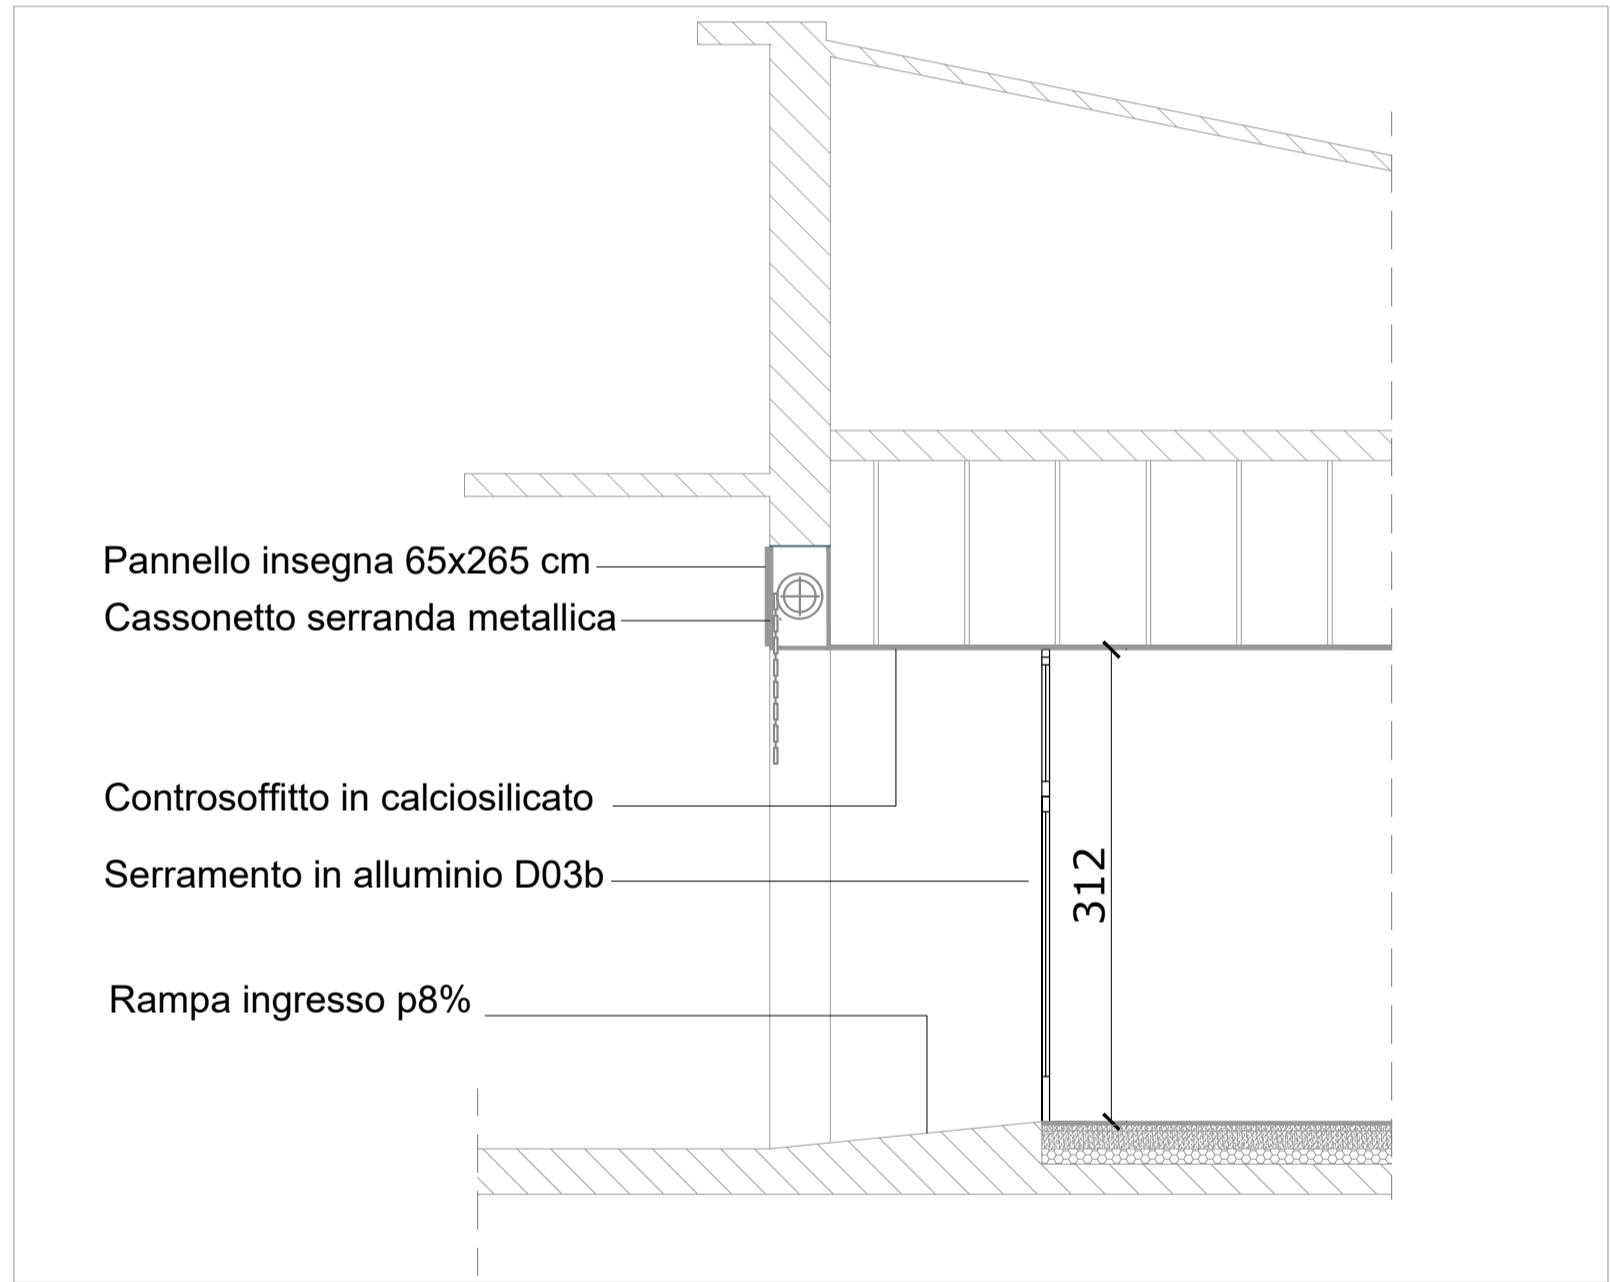 Pannello insegna 65x265 cm
Cassonetto serranda metallica
Controsoffitto in calciosilicato
Serramento in alluminio D03b
312
Rampa ingresso p8%